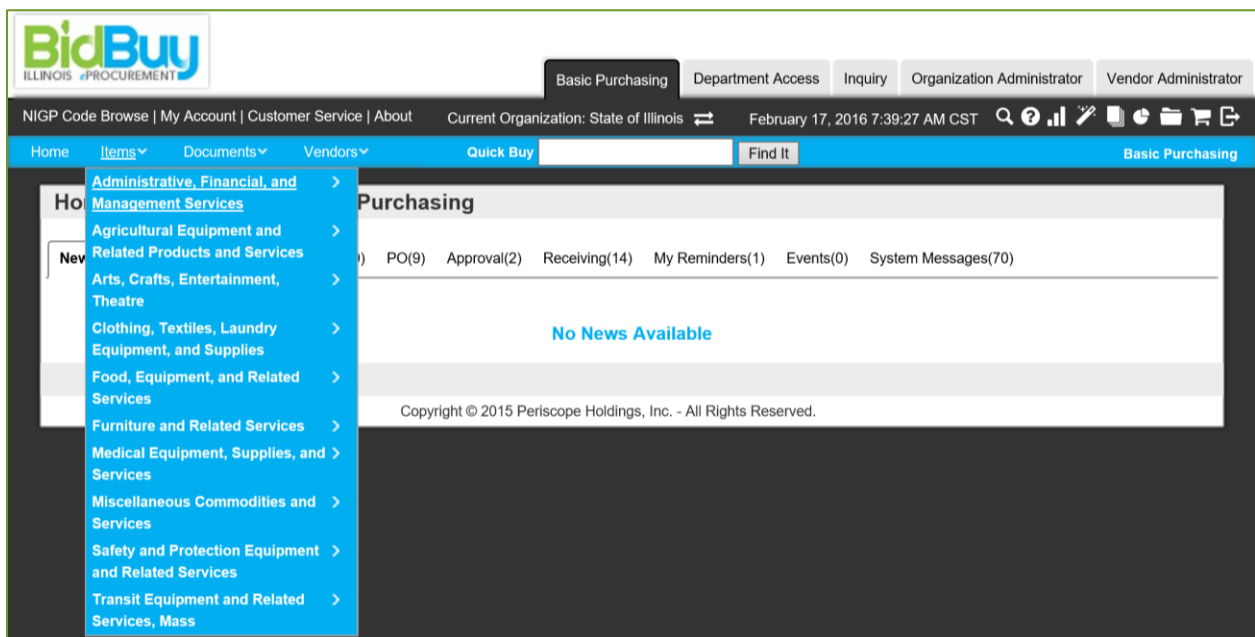 BidBuy
ILLINOIS ePROCUREMENT
Basic Purchasing
Department Access
Inquiry
Organization Administrator
Vendor Administrator
NIGP Code Browse | My Account | Customer Service | About
Current Organization: State of Illinois
February 17, 2016 7:39:27 AM CST
Home
Items
Documents
Vendors
Quick Buy
Find It
Basic Purchasing
Administrative, Financial, and
Management Services
Agricultural Equipment and
Related Products and Services
Arts, Crafts, Entertainment,
Theatre
Clothing, Textiles, Laundry
Equipment, and Supplies
Food, Equipment, and Related
Services
Furniture and Related Services
Medical Equipment, Supplies, and
Services
Miscellaneous Commodities and
Services
Safety and Protection Equipment
and Related Services
Transit Equipment and Related
Services, Mass
Ho
Purchasing
New
) PO(9) Approval(2) Receiving(14) My Reminders(1) Events(0) System Messages(70)
No News Available
Copyright © 2015 Periscope Holdings, Inc. - All Rights Reserved.